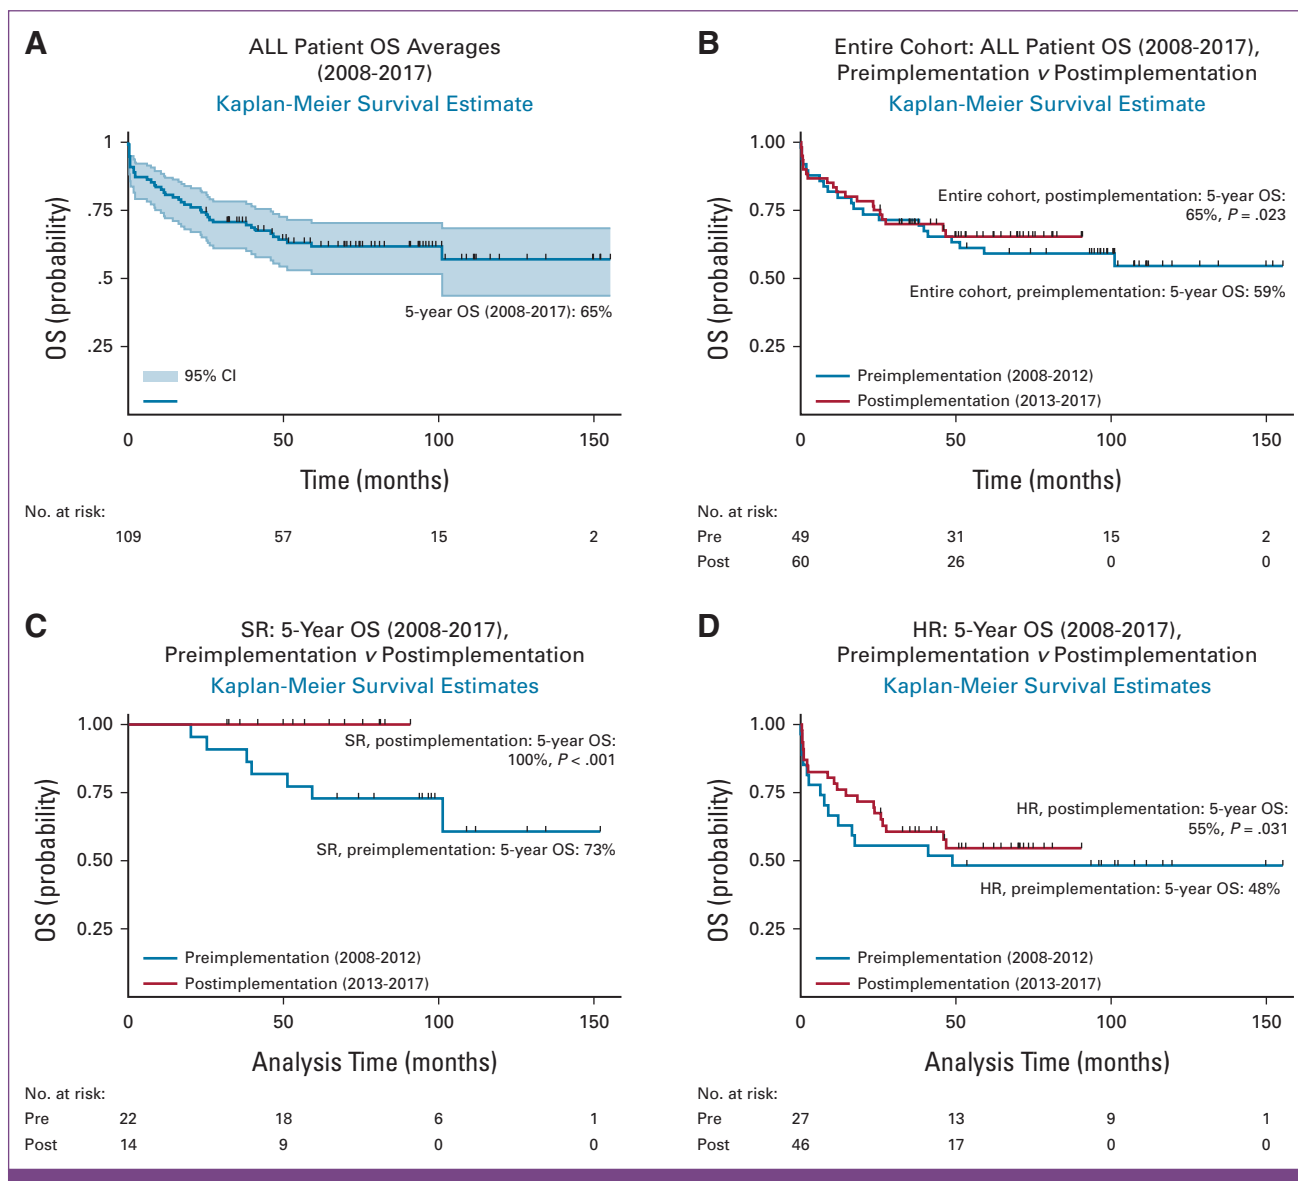 A
ALL Patient OS Averages
(2008-2017)
Kaplan-Meier Survival Estimate
OS (probability)
1
.75
.5
.25
5-year OS (2008-2017): 65%
95% CI
0
50
100
150
Time (months)
No. at risk:
109
57
15
2
B
Entire Cohort: ALL Patient OS (2008-2017),
Preimplementation v Postimplementation
Kaplan-Meier Survival Estimate
OS (probability)
1.00
0.75
0.50
0.25
Entire cohort, postimplementation: 5-year OS:
65%, P = .023
Entire cohort, preimplementation: 5-year OS: 59%
Preimplementation (2008-2012)
Postimplementation (2013-2017)
0
50
100
150
Time (months)
No. at risk:
Pre 49 31 15 2
Post 60 26 0 0
C
SR: 5-Year OS (2008-2017),
Preimplementation v Postimplementation
Kaplan-Meier Survival Estimates
OS (probability)
1.00
0.75
0.50
0.25
SR, postimplementation: 5-year OS:
100%, P < .001
SR, preimplementation: 5-year OS: 73%
Preimplementation (2008-2012)
Postimplementation (2013-2017)
0
50
100
150
Analysis Time (months)
No. at risk:
Pre 22 18 6 1
Post 14 9 0 0
D
HR: 5-Year OS (2008-2017),
Preimplementation v Postimplementation
Kaplan-Meier Survival Estimates
OS (probability)
1.00
0.75
0.50
0.25
HR, postimplementation: 5-year OS:
55%, P = .031
HR, preimplementation: 5-year OS: 48%
Preimplementation (2008-2012)
Postimplementation (2013-2017)
0
50
100
150
Analysis Time (months)
No. at risk:
Pre 27 13 9 1
Post 46 17 0 0